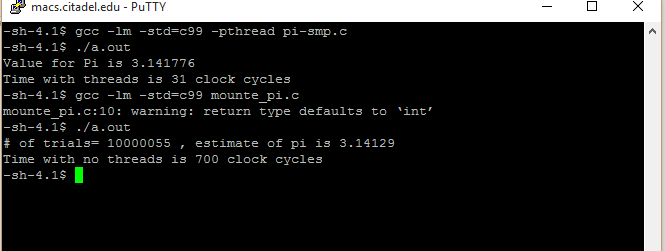 macs.citadel.edu - PuTTY
-sh-4.1$ gcc -lm -std=c99 -pthread pi-smp.c
-sh-4.1$ ./a.out
Value for Pi is 3.141776
Time with threads is 31 clock cycles
-sh-4.1$ gcc -lm -std=c99 mounte_pi.c
mounte_pi.c:10: warning: return type defaults to ‘int’
-sh-4.1$ ./a.out
# of trials= 10000055 , estimate of pi is 3.14129
Time with no threads is 700 clock cycles
-sh-4.1$